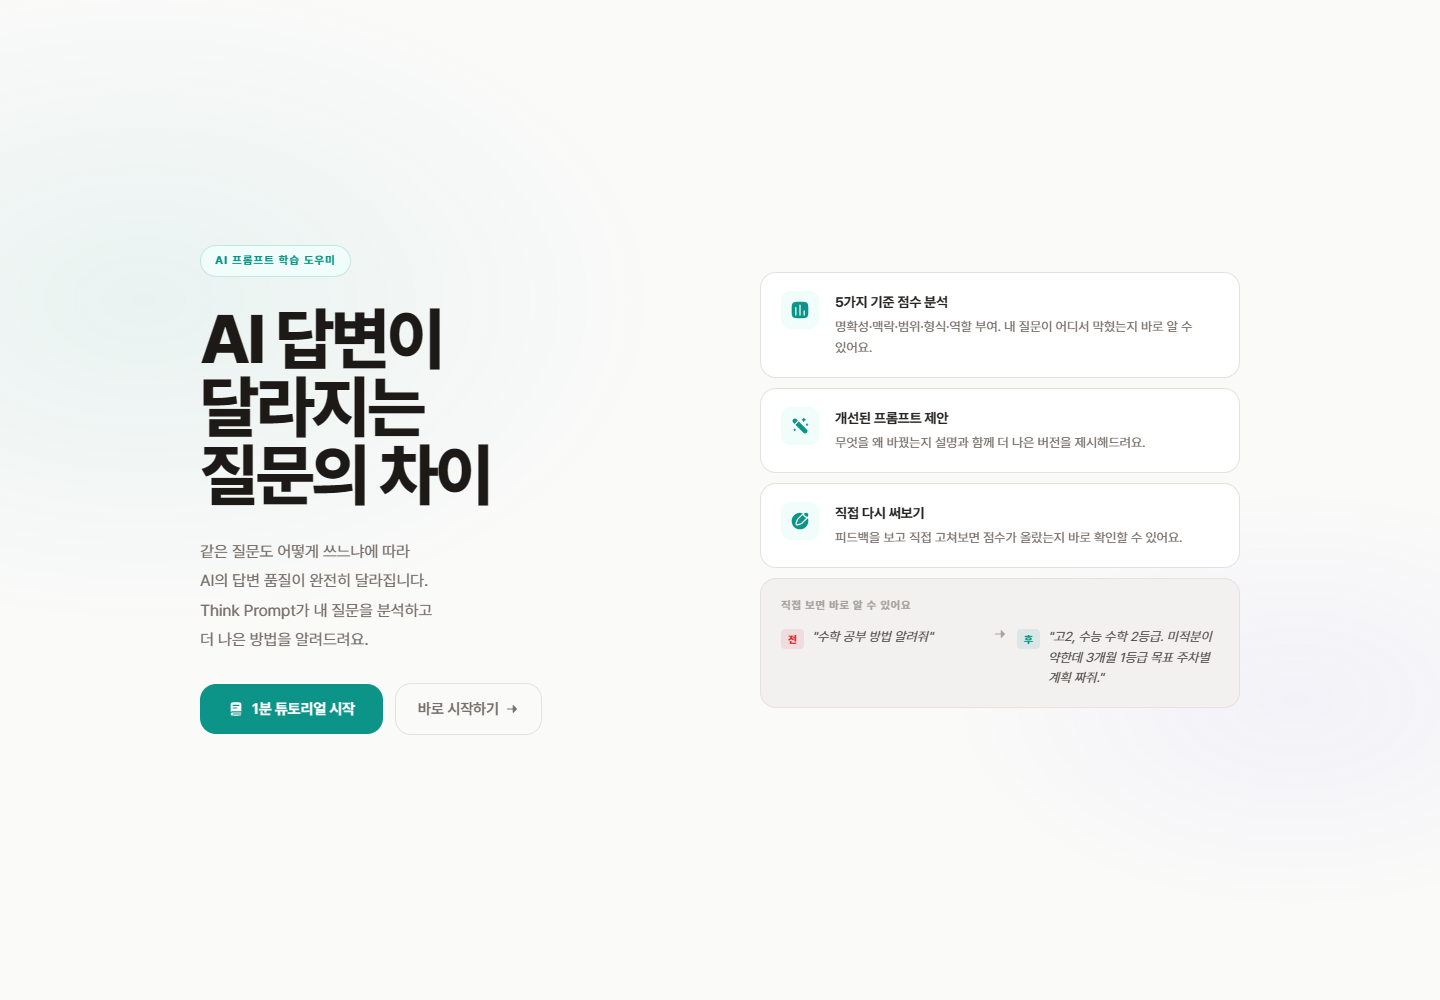 AI 프롬프트 학습 도우미
AI 답변이
달라지는
질문의 차이
같은 질문도 어떻게 쓰느냐에 따라
AI의 답변 품질이 완전히 달라집니다.
Think Prompt가 내 질문을 분석하고
더 나은 방법을 알려드려요.
1분 튜토리얼 시작
바로 시작하기 →
5가지 기준 점수 분석
명확성·맥락·범위·형식·역할 부여. 내 질문이 어디서 막혔는지 바로 알 수
있어요.
개선된 프롬프트 제안
무엇을 왜 바꿨는지 설명과 함께 더 나은 버전을 제시해드려요.
직접 다시 써보기
피드백을 보고 직접 고쳐보면 점수가 올랐는지 바로 확인할 수 있어요.
직접 보면 바로 알 수 있어요
전 "수학 공부 방법 알려줘"
→
후 "고2, 수능 수학 2등급. 미적분이
약한데 3개월 1등급 목표 주차별
계획 짜줘."